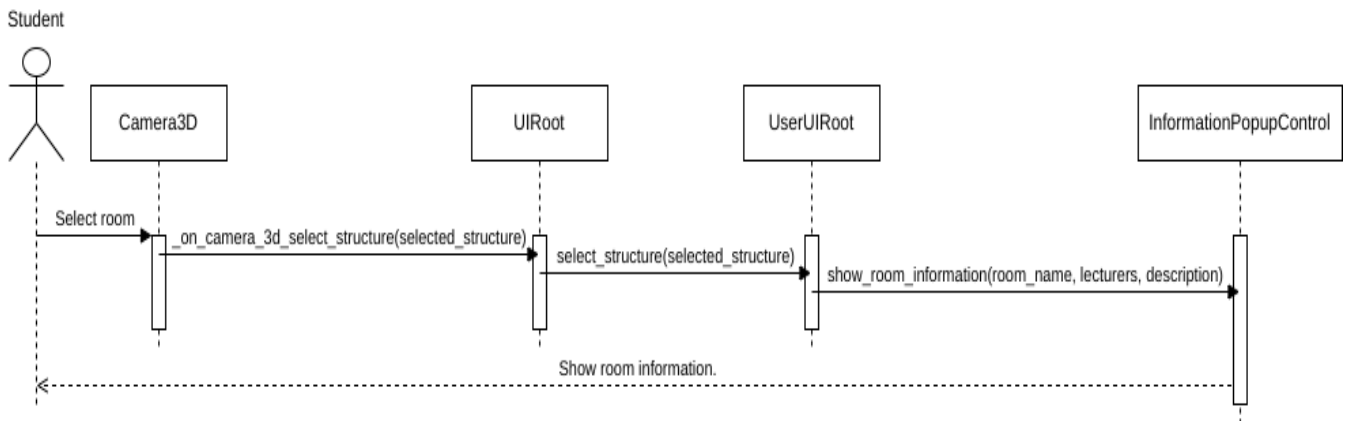 Student
Camera3D
UIRoot
UserUIRoot
InformationPopupControl
Select room
_on_camera_3d_select_structure(selected_structure)
select_structure(selected_structure)
show_room_information(room_name, lecturers, description)
Show room information.